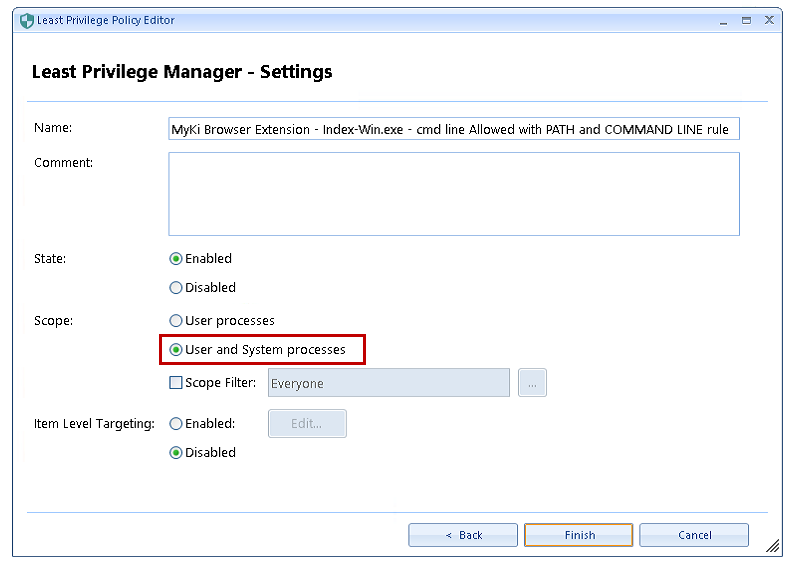 Least Privilege Policy Editor
Least Privilege Manager - Settings
Name:
MyKi Browser Extension - Index-Win.exe - cmd line Allowed with PATH and COMMAND LINE rule
Comment:
State:
Enabled
Disabled
Scope:
User processes
User and System processes
Scope Filter:
Everyone
...
Item Level Targeting:
Enabled:
Edit...
Disabled
< Back
Finish
Cancel